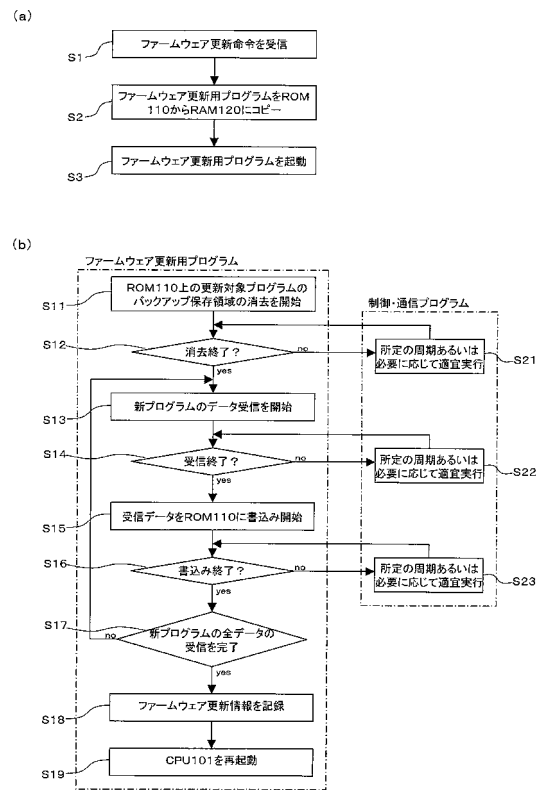 (a)
S1
ファームウェア更新命令を受信
S2
ファームウェア更新用プログラムをROM
110からRAM120にコピー
S3
ファームウェア更新用プログラムを起動
(b)
ファームウェア更新用プログラム
S11
ROM110上の更新対象プログラムの
バックアップ保存領域の消去を開始
制御・通信プログラム
S12
消去終了?
no
yes
所定の周期あるいは
必要に応じて適宜実行
S21
S13
新プログラムのデータ受信を開始
S14
受信終了?
no
yes
所定の周期あるいは
必要に応じて適宜実行
S22
S15
受信データをROM110に書込み開始
S16
書込み終了?
no
yes
所定の周期あるいは
必要に応じて適宜実行
S23
S17
no
新プログラムの全データの
受信を完了
yes
S18
ファームウェア更新情報を記録
S19
CPU101を再起動